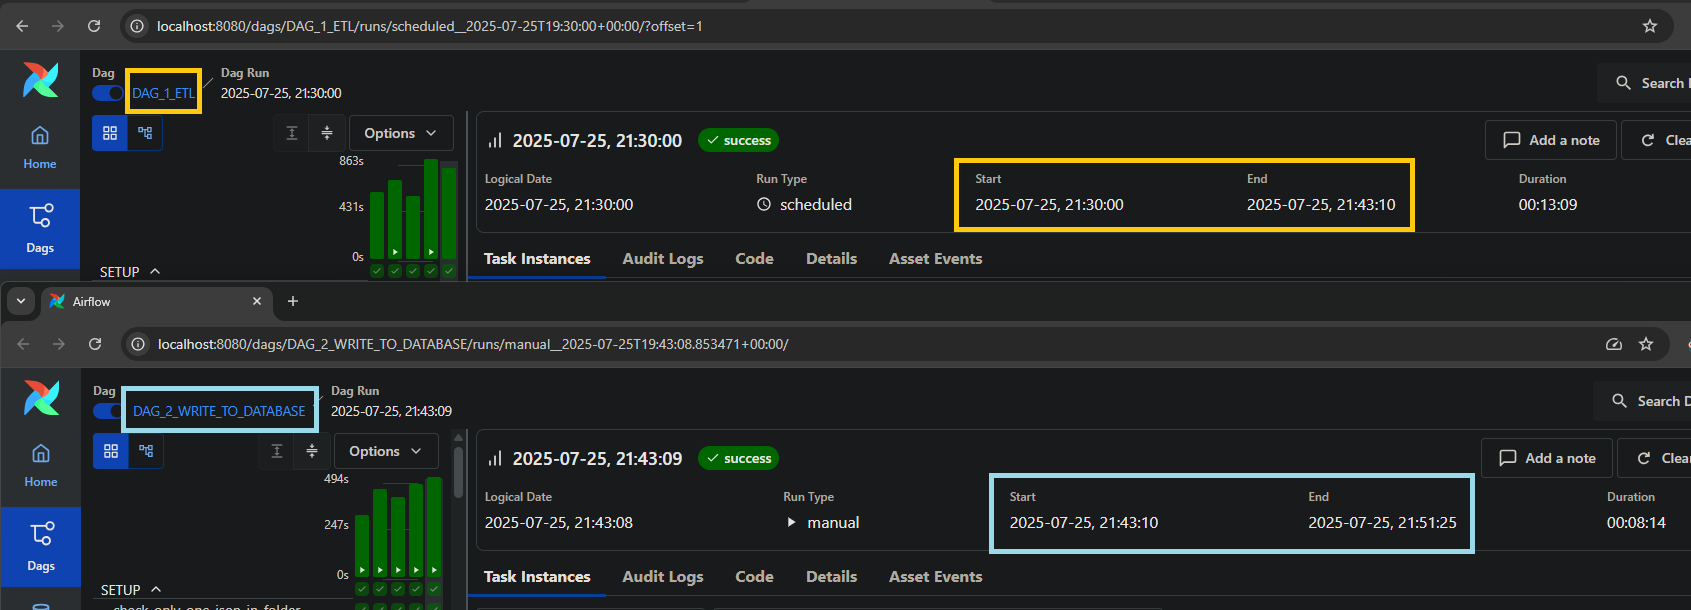 localhost:8080/dags/DAG_1_ETL/runs/scheduled__2025-07-25T19:30:00+00:00/?offset=1
Dag
DAG_1_ETL
Dag Run
2025-07-25, 21:30:00
Search
Home
Dags
Options
863s
431s
0s
SETUP
2025-07-25, 21:30:00
success
Add a note
Clea
Logical Date
2025-07-25, 21:30:00
Run Type
scheduled
Start
2025-07-25, 21:30:00
End
2025-07-25, 21:43:10
Duration
00:13:09
Task Instances Audit Logs Code Details Asset Events
Airflow
localhost:8080/dags/DAG_2_WRITE_TO_DATABASE/runs/manual__2025-07-25T19:43:08.853471+00:00/
Dag
DAG_2_WRITE_TO_DATABASE
Dag Run
2025-07-25, 21:43:09
Search D
Home
Dags
Options
494s
247s
0s
SETUP
check_only_one_json_in_folder
2025-07-25, 21:43:09
success
Add a note
Clear
Logical Date
2025-07-25, 21:43:08
Run Type
manual
Start
2025-07-25, 21:43:10
End
2025-07-25, 21:51:25
Duration
00:08:14
Task Instances Audit Logs Code Details Asset Events